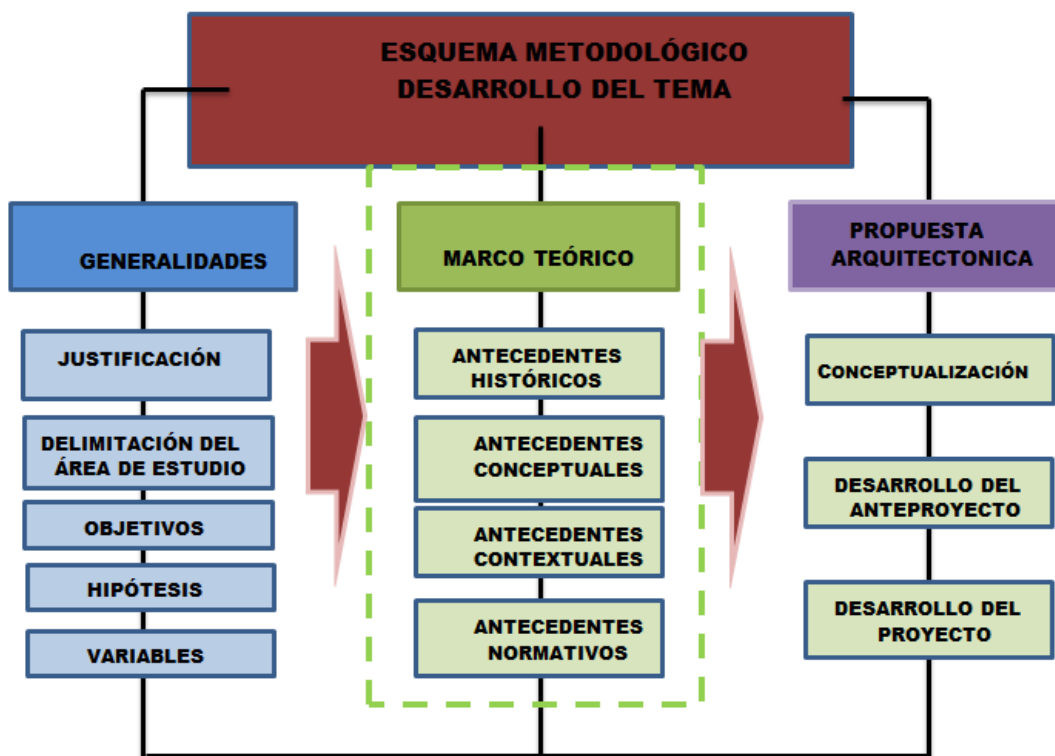 ESQUEMA METODOLÓGICO
DESARROLLO DEL TEMA
GENERALIDADES
JUSTIFICACIÓN
DELIMITACIÓN DEL
ÁREA DE ESTUDIO
OBJETIVOS
HIPÓTESIS
VARIABLES
MARCO TEÓRICO
ANTECEDENTES
HISTÓRICOS
ANTECEDENTES
CONCEPTUALES
ANTECEDENTES
CONTEXTUALES
ANTECEDENTES
NORMATIVOS
PROPUESTA
ARQUITECTONICA
CONCEPTUALIZACIÓN
DESARROLLO DEL
ANTEPROYECTO
DESARROLLO DEL
PROYECTO